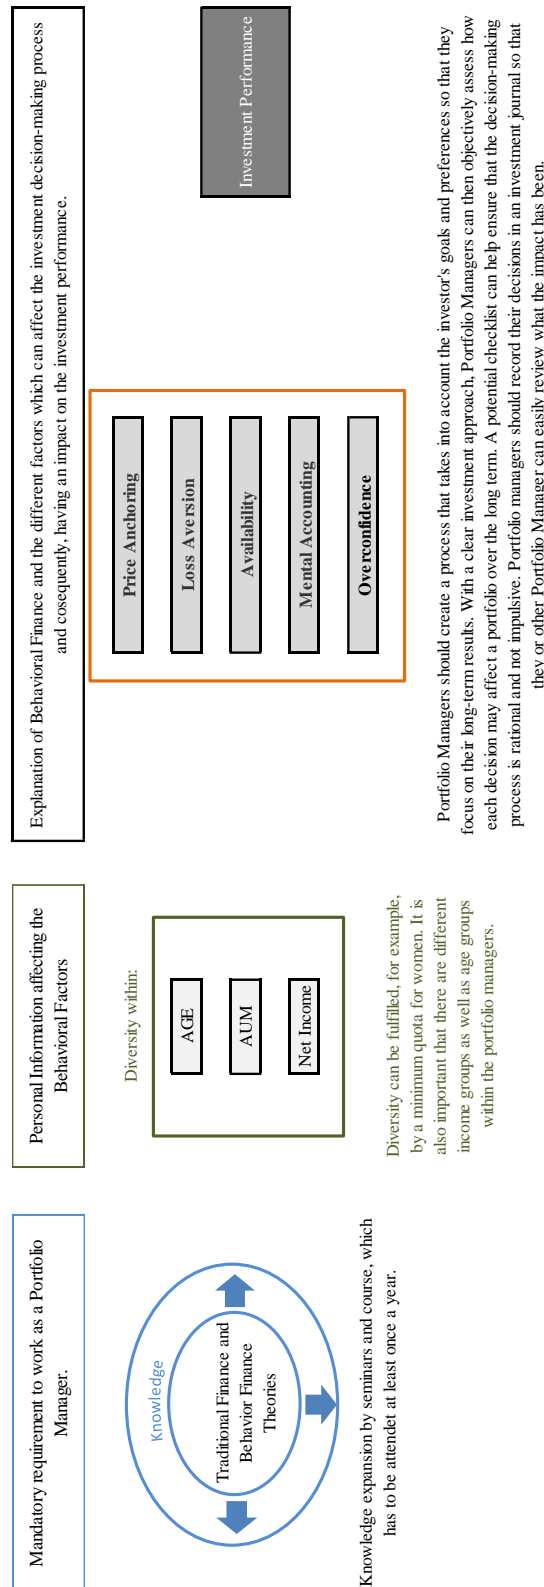 Mandatory requirement to work as a Portfolio
Manager.
Knowledge
Traditional Finance and
Behavior Finance
Theories
Knowledge expansion by seminars and course, which
has to be attendet at least once a year.
Personal Information affecting the
Behavioral Factors
Diversity within:
AGE
AUM
Net Income
Diversity can be fulfilled, for example,
by a minimum quota for women. It is
also important that there are different
income groups as well as age groups
within the portfolio managers.
Explanation of Behavioral Finance and the different factors which can affect the investment decision-making process
and cosequently, having an impact on the investment performance.
Price Anchoring
Loss Aversion
Availability
Mental Accounting
Overconfidence
Investment Performance
Portfolio Managers should create a process that takes into account the investor's goals and preferences so that they
focus on their long-term results. With a clear investment approach, Portfolio Managers can then objectively assess how
each decision may affect a portfolio over the long term. A potential checklist can help ensure that the decision-making
process is rational and not impulsive. Portfolio managers should record their decisions in an investment journal so that
they or other Portfolio Manager can easily review what the impact has been.